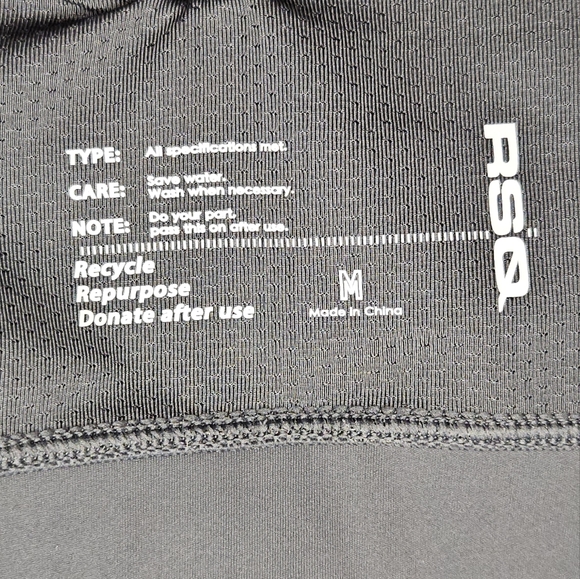 TYPE: All specifications met.
CARE: Save water.
Wash when necessary.
NOTE: Do your part.
pass this on after use.
Recycle
Repurpose
Donate after use
M
Made in China
RSQ